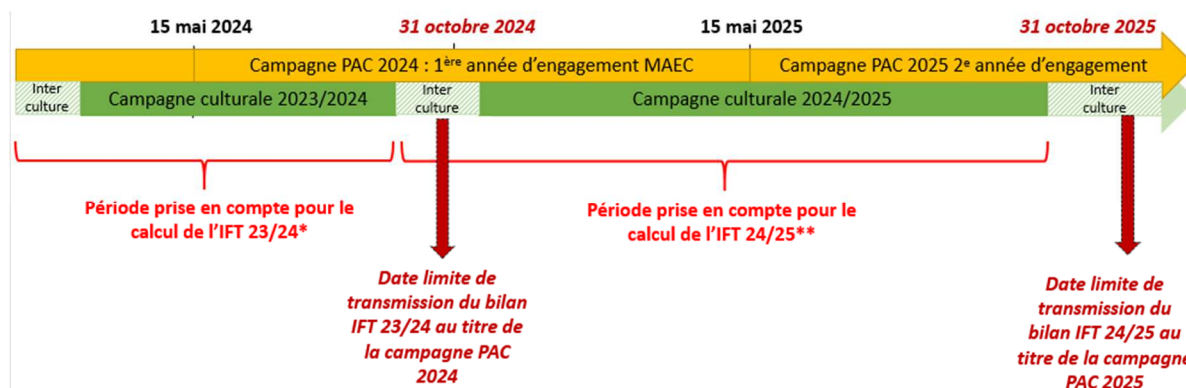 15 mai 2024
31 octobre 2024
15 mai 2025
31 octobre 2025
Campagne PAC 2024 : 1ère année d’engagement MAEC
Campagne PAC 2025 2e année d’engagement
Inter
culture
Campagne culturale 2023/2024
Inter
culture
Campagne culturale 2024/2025
Inter
culture
Période prise en compte pour le
calcul de l’IFT 23/24*
Période prise en compte pour le
calcul de l’IFT 24/25**
Date limite de
transmission du bilan
IFT 23/24 au titre de
la campagne PAC
2024
Date limite de
transmission du
bilan IFT 24/25 au
titre de la campagne
PAC 2025